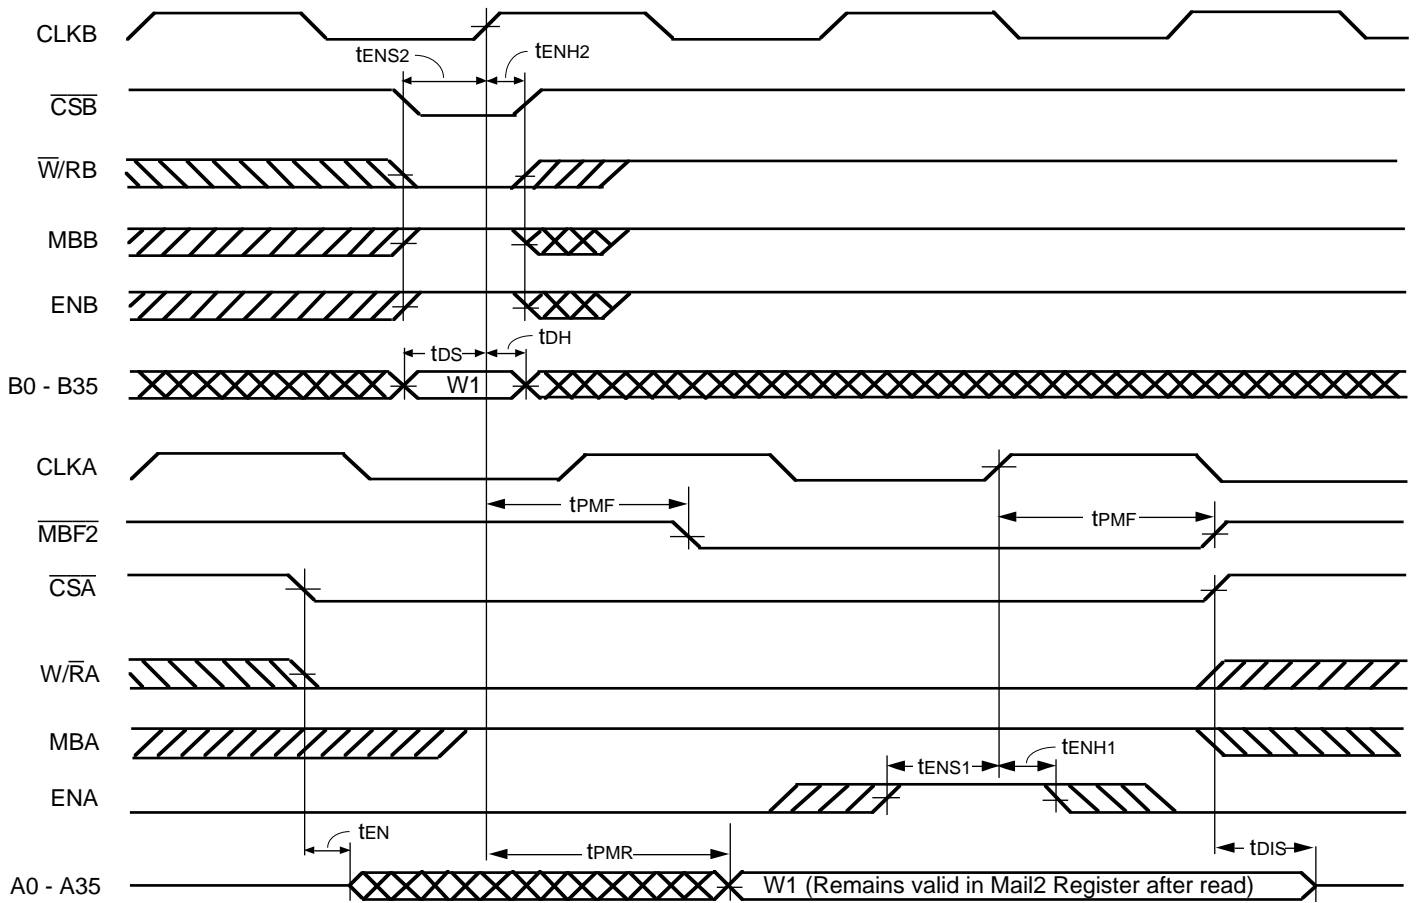 CLKB
tENS2
tENH2
CSB
W/RB
MBB
ENB
tDS
tDH
B0 - B35
W1
CLKA
tPMF
tPMF
MBF2
CSA
W/RA
MBA
tENS1
tENH1
ENA
tEN
tPMR
tDIS
A0 - A35
W1 (Remains valid in Mail2 Register after read)